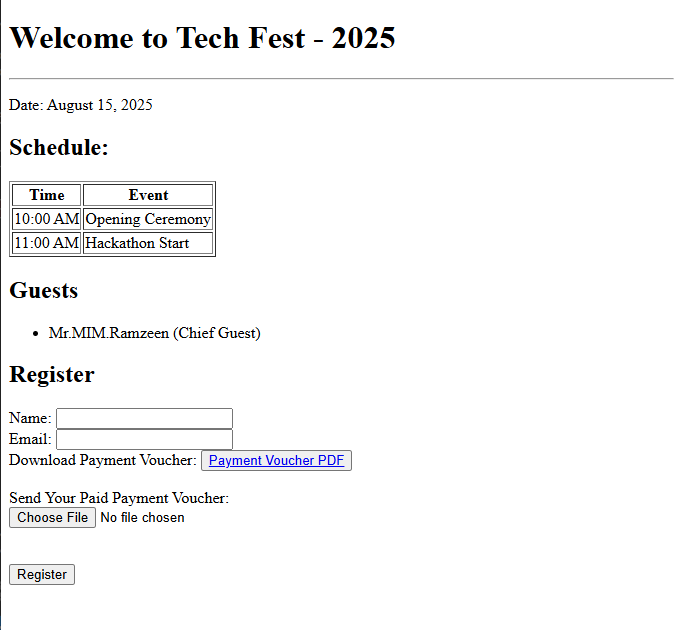 Welcome to Tech Fest - 2025
Date: August 15, 2025
Schedule:
Time Event
10:00 AM Opening Ceremony
11:00 AM Hackathon Start
Guests
Mr.MIM.Ramzeen (Chief Guest)
Register
Name:
Email:
Download Payment Voucher: Payment Voucher PDF
Send Your Paid Payment Voucher:
Choose File No file chosen
Register